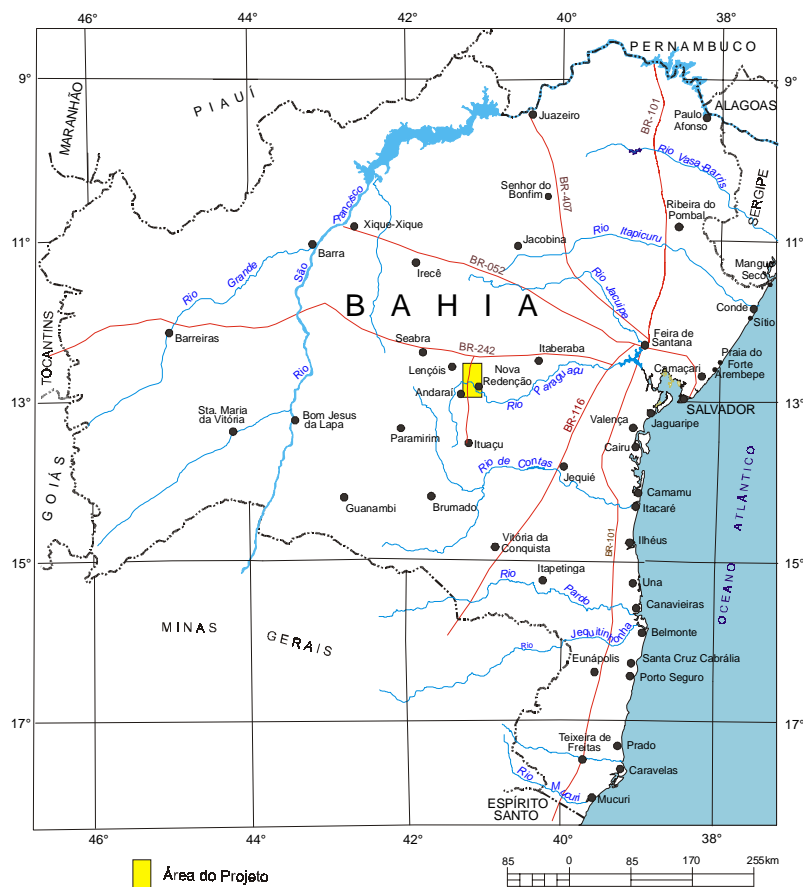 46°
44°
42°
40°
38°
PERNAMBUCO
9°
PIAUÍ
MARANHÃO
Juazeiro
BR-101
Paulo
Afonso
ALAGOAS
Rio Vasa-Barris
SERGIPE
Senhor do
Bonfim
BR-407
Ribeira do
Pombal
São Francisco
Xique-Xique
11°
Barra
Jacobina
Rio Itapicuru
Irecê
BR-052
Mangue
Seco
Rio Grande
Rio Jacuipe
BAHIA
Conde
Sítio
TOCANTINS
Barreiras
Seabra
BR-242
Itaberaba
Feira de
Santana
Lençóis
Nova
Redenção
Camaçari
Praia do
Forte
Arembepe
Rio
Andaraí
Rio Paraguaçu
13°
SALVADOR
Sta. Maria
da Vitória
Bom Jesus
da Lapa
BR-116
Valença
Jaguaripe
Paramirim
Ituaçu
Cairu
GOIÁS
Rio de Contas
Jequié
Guanambi
Brumado
Camamu
Itacaré
OCEANO ATLÂNTICO
Vitória da
Conquista
BR-101
Ilhéus
15°
Itapetinga
Rio Pardo
Una
Canavieiras
MINAS GERAIS
Rio Jequitinhonha
Belmonte
Eunápolis
Santa Cruz Cabrália
Porto Seguro
17°
Teixeira de
Freitas
Prado
Caravelas
Rio Mucuri
Mucuri
ESPÍRITO
SANTO
9°
11°
13°
15°
17°
46°
44°
42°
40°
38°
Área do Projeto
85
0
85
170
255km